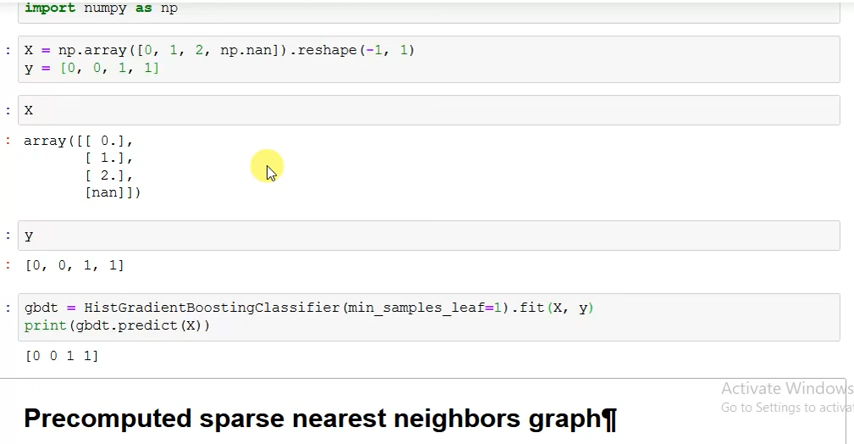 import numpy as np
: X = np.array([0, 1, 2, np.nan]).reshape(-1, 1)
y = [0, 0, 1, 1]
: X
: array([[ 0.],
[ 1.],
[ 2.],
[nan]])
: y
: [0, 0, 1, 1]
: gbdt = HistGradientBoostingClassifier(min_samples_leaf=1).fit(X, y)
print(gbdt.predict(X))
[0 0 1 1]
Activate Windows
Go to Settings to activa
Precomputed sparse nearest neighbors graph¶